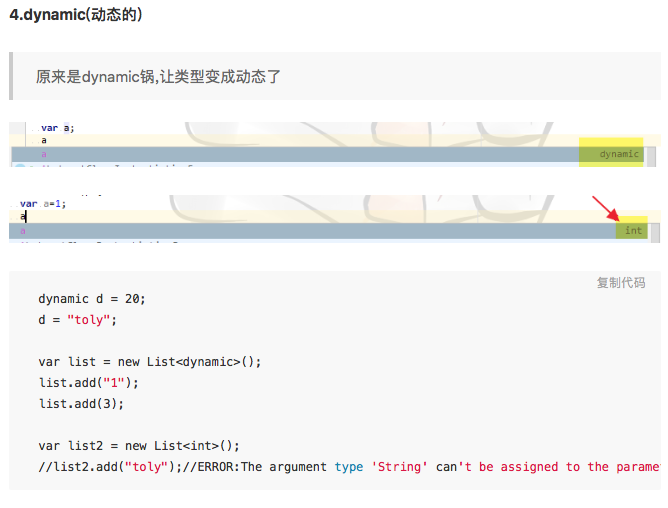 4.dynamic(动态的)
原来是dynamic锅,让类型变成动态了
var a;
a
a dynamic
var a=1;
a
a int
复制代码
dynamic d = 20;
d = "toly";
var list = new List<dynamic>();
list.add("1");
list.add(3);
var list2 = new List<int>();
//list2.add("toly");//ERROR:The argument type 'String' can't be assigned to the parame